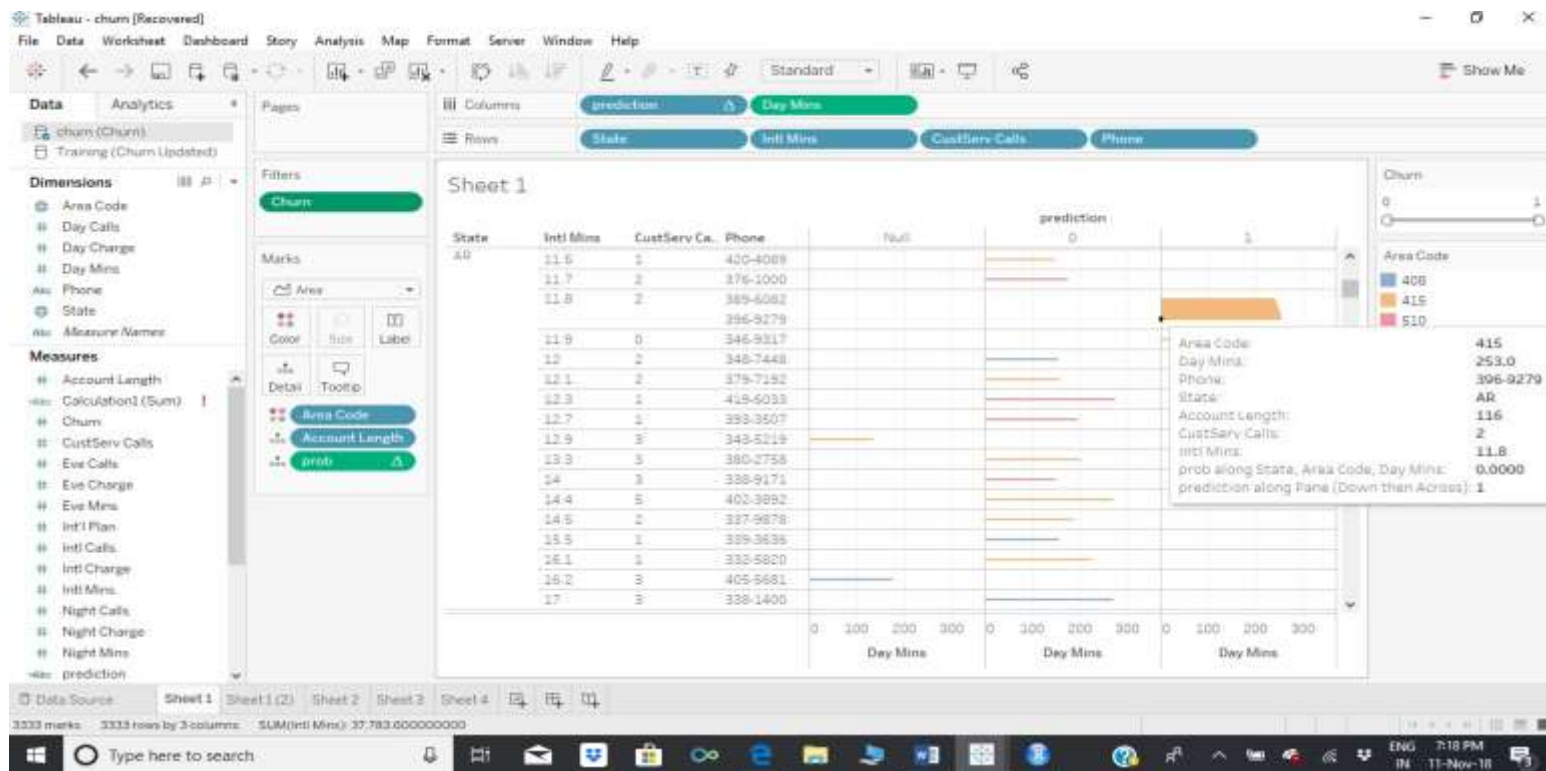 Tableau - churn [Recovered]
File Data Worksheet Dashboard Story Analysis Map Format Server Window Help
Standard
Show Me
Data Analytics
churn (Churn)
Training (Churn Updated)
Dimensions
Area Code
Day Calls
Day Charge
Day Mins
Abc Phone
State
Abc Measure Names
Measures
Account Length
Calculation1 (Sum) !
Churn
CustServ Calls
Eve Calls
Eve Charge
Eve Mins
Int'l Plan
Intl Calls
Intl Charge
Intl Mins
Night Calls
Night Charge
Night Mins
prediction
Pages
Filters
Churn
Marks
Area
Color Size Label
Detail Tooltip
Area Code
Account Length
prob
Columns prediction Day Mins
Rows State Intl Mins CustServ Calls Phone
Sheet 1
prediction
State Intl Mins CustServ Ca.. Phone Null 0 1
AR 11.6 1 420-4089
11.7 2 376-1000
11.8 2 389-6082
396-9279
11.9 0 346-9317
12 2 348-7448
12.1 2 379-7192
12.3 1 419-6033
12.7 1 393-3507
12.9 3 343-5219
13.3 380-2758
14 3 338-9171
14.4 5 402-3892
14.5 2 337-9878
15.5 1 339-3636
16.1 1 332-5820
16.2 3 405-5681
17 3 338-1400
0 100 200 300 0 100 200 300 0 100 200 300
Day Mins Day Mins Day Mins
Area Code: 415
Day Mins: 253.0
Phone: 396-9279
State: AR
Account Length: 116
CustServ Calls: 2
Intl Mins: 11.8
prob along State, Area Code, Day Mins: 0.0000
prediction along Pane (Down then Across): 1
Churn
0 1
Area Code
408
415
510
Data Source Sheet 1 Sheet 1 (2) Sheet 2 Sheet 3 Sheet 4
3333 marks 3333 rows by 3 columns SUM(Intl Mins): 37,783.600000000
Type here to search
ENG 7:18 PM
IN 11-Nov-18